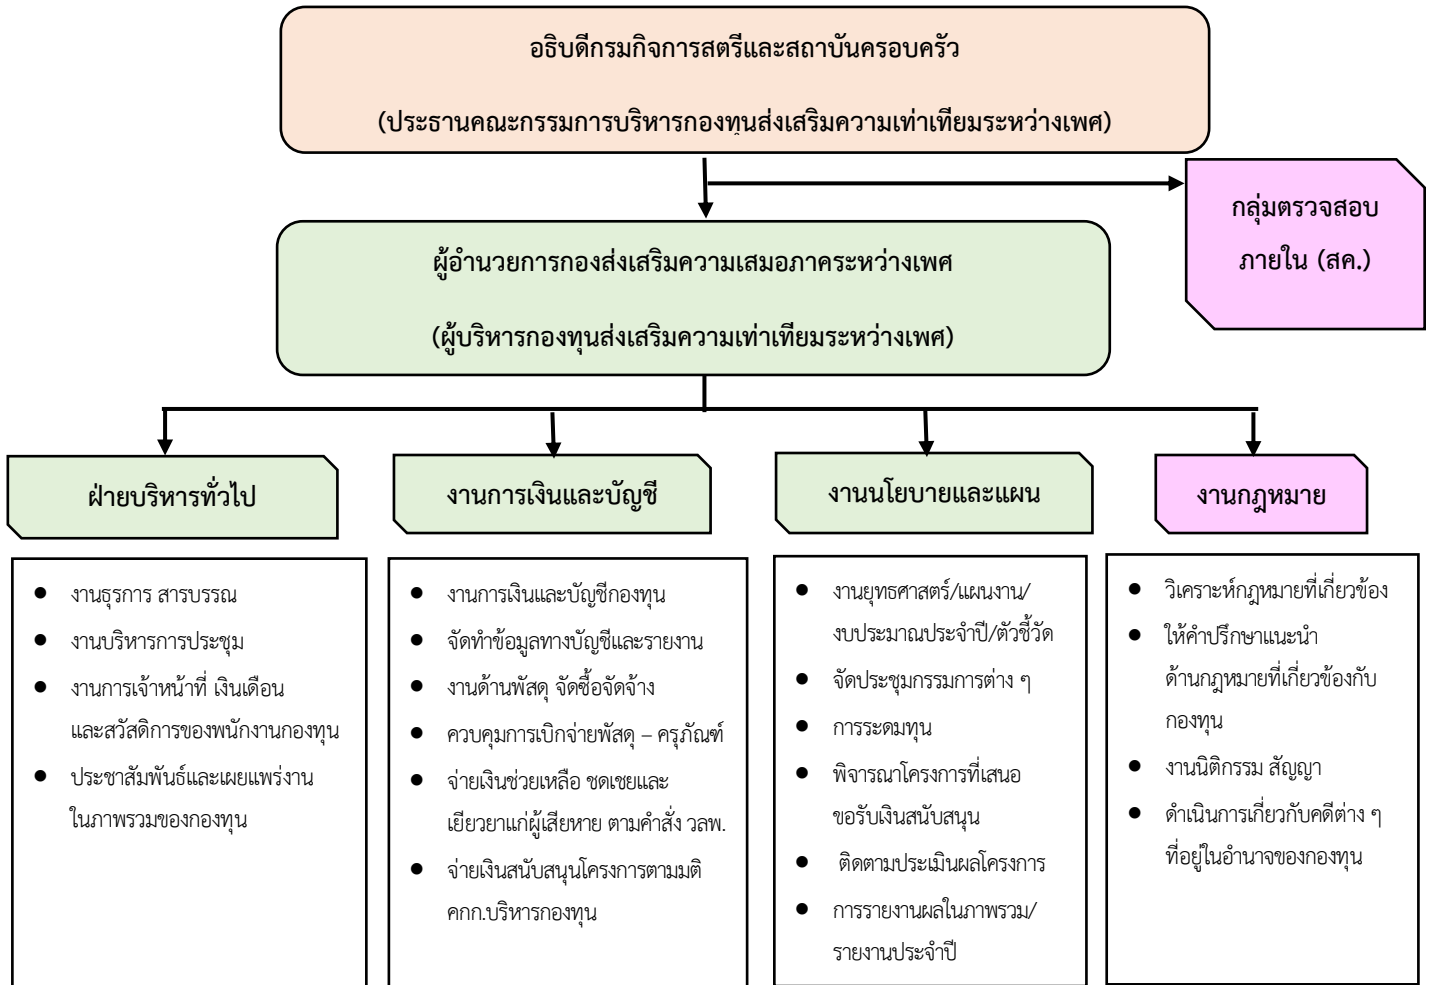 อธิบดีกรมกิจการสตรีและสถาบันครอบครัว
(ประธานคณะกรรมการบริหารกองทุนส่งเสริมความเท่าเทียมระหว่างเพศ)
กลุ่มตรวจสอบ
ภายใน (สค.)
ผู้อำนวยการกองส่งเสริมความเสมอภาคระหว่างเพศ
(ผู้บริหารกองทุนส่งเสริมความเท่าเทียมระหว่างเพศ)
ฝ่ายบริหารทั่วไป
● งานธุรการ สารบรรณ
● งานบริหารการประชุม
● งานการเจ้าหน้าที่ เงินเดือน
และสวัสดิการของพนักงานกองทุน
● ประชาสัมพันธ์และเผยแพร่งาน
ในภาพรวมของกองทุน
งานการเงินและบัญชี
● งานการเงินและบัญชีกองทุน
● จัดทำข้อมูลทางบัญชีและรายงาน
● งานด้านพัสดุ จัดซื้อจัดจ้าง
● ควบคุมการเบิกจ่ายพัสดุ – ครุภัณฑ์
● จ่ายเงินช่วยเหลือ ชดเชยและ
เยียวยาแก่ผู้เสียหาย ตามคำสั่ง วลพ.
● จ่ายเงินสนับสนุนโครงการตามมติ
คกก.บริหารกองทุน
งานนโยบายและแผน
● งานยุทธศาสตร์/แผนงาน/
งบประมาณประจำปี/ตัวชี้วัด
● จัดประชุมกรรมการต่าง ๆ
● การระดมทุน
● พิจารณาโครงการที่เสนอ
ขอรับเงินสนับสนุน
● ติดตามประเมินผลโครงการ
● การรายงานผลในภาพรวม/
รายงานประจำปี
งานกฎหมาย
● วิเคราะห์กฎหมายที่เกี่ยวข้อง
● ให้คำปรึกษาแนะนำ
ด้านกฎหมายที่เกี่ยวข้องกับ
กองทุน
● งานนิติกรรม สัญญา
● ดำเนินการเกี่ยวกับคดีต่าง ๆ
ที่อยู่ในอำนาจของกองทุน